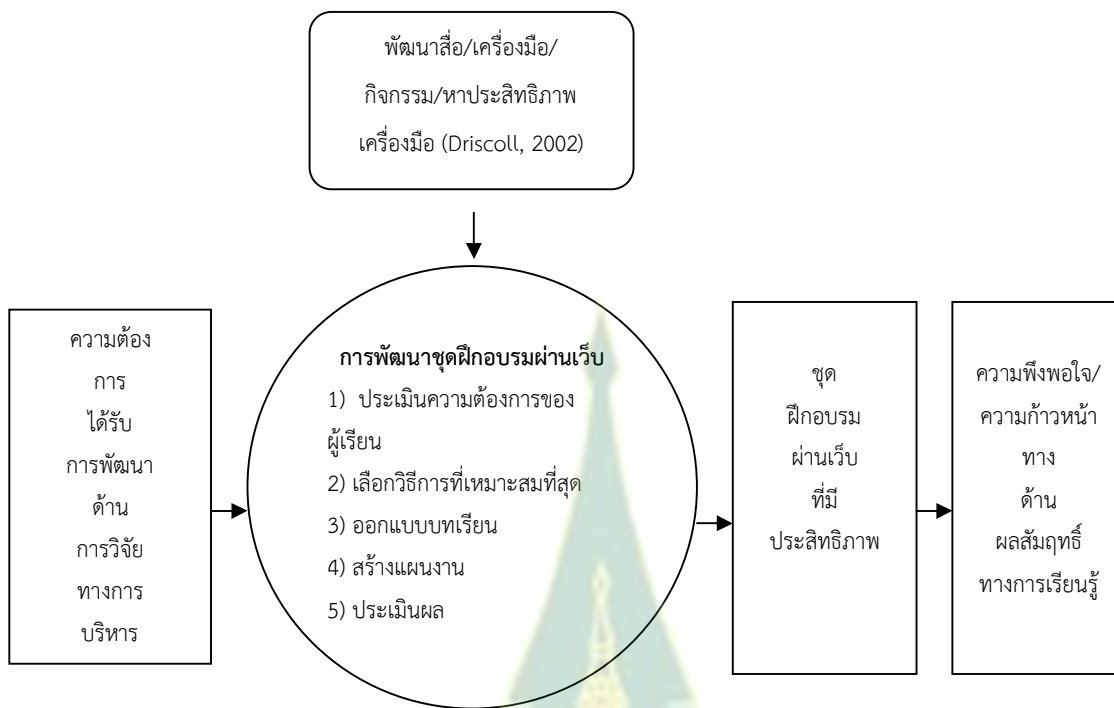 พัฒนาสื่อ/เครื่องมือ/
กิจกรรม/หาประสิทธิภาพ
เครื่องมือ (Driscoll, 2002)
ความต้อง
การ
ได้รับ
การพัฒนา
ด้าน
การวิจัย
ทางการ
บริหาร
การพัฒนาชุดฝึกอบรมผ่านเว็บ
1) ประเมินความต้องการของ
ผู้เรียน
2) เลือกวิธีการที่เหมาะสมที่สุด
3) ออกแบบบทเรียน
4) สร้างแผนงาน
5) ประเมินผล
ชุด
ฝึกอบรม
ผ่านเว็บ
ที่มี
ประสิทธิภาพ
ความพึงพอใจ/
ความก้าวหน้า
ทาง
ด้าน
ผลสัมฤทธิ์
ทางการเรียนรู้